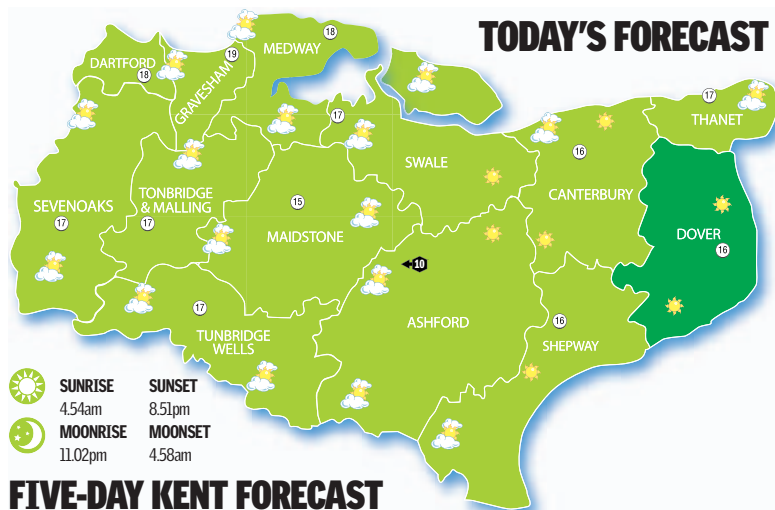 TODAY'S FORECAST
18
MEDWAY
19
DARTFORD
18
GRAVESHAM
17
THANET
17
16
SWALE
CANTERBURY
TONBRIDGE
& MALLING
17
SEVENOAKS
17
15
MAIDSTONE
DOVER
16
10
17
TUNBRIDGE
WELLS
ASHFORD
16
SHEPWAY
SUNRISE
4.54am
SUNSET
8.51pm
MOONRISE
11.02pm
MOONSET
4.58am
FIVE-DAY KENT FORECAST